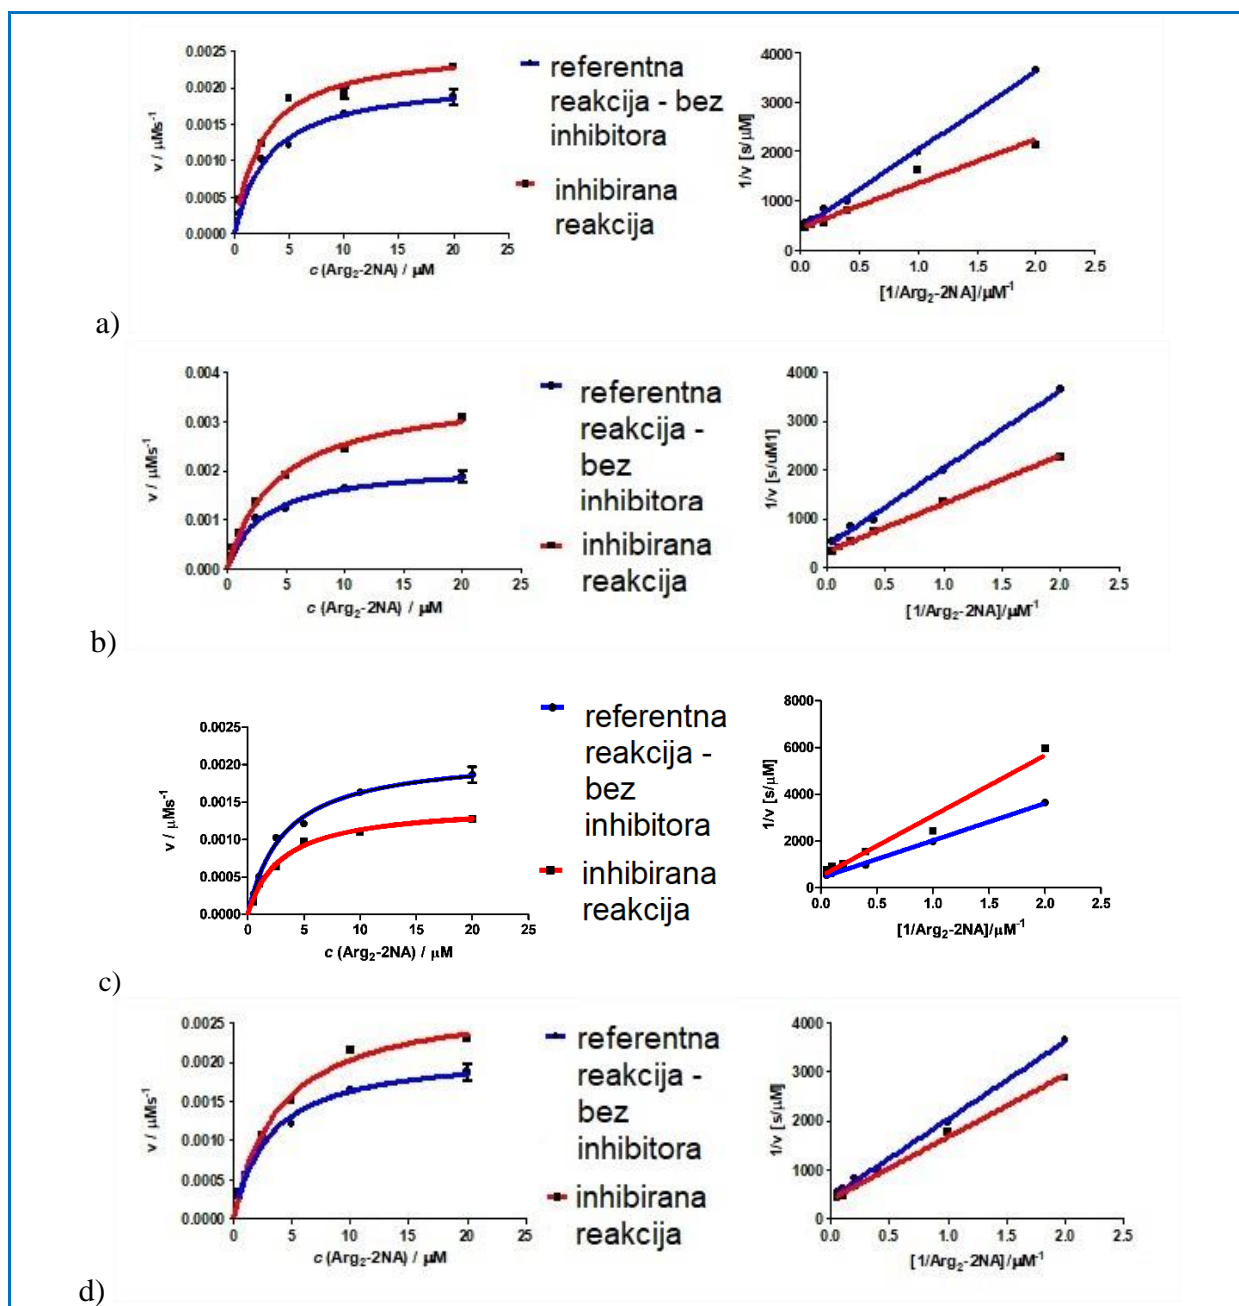 0.0025
0.0020
0.0015
0.0010
0.0005
0.0000
v / µMs⁻¹
0 5 10 15 20 25
c (Arg₂-2NA) / µM
referentna
reakcija - bez
inhibitora
inhibirana
reakcija
4000
3000
2000
1000
0
1/v [s/µM]
0.0 0.5 1.0 1.5 2.0 2.5
[1/Arg₂-2NA]/µM⁻¹
a)
0.004
0.003
0.002
0.001
0.000
v / µMs⁻¹
0 5 10 15 20 25
c (Arg₂-2NA) / µM
referentna
reakcija -
bez
inhibitora
inhibirana
reakcija
4000
3000
2000
1000
0
1/v [s/uM1]
0.0 0.5 1.0 1.5 2.0 2.5
[1/Arg₂-2NA]/µM⁻¹
b)
0.0025
0.0020
0.0015
0.0010
0.0005
0.0000
v / µMs⁻¹
0 5 10 15 20 25
c (Arg₂-2NA) / µM
referentna
reakcija -
bez
inhibitora
inhibirana
reakcija
8000
6000
4000
2000
0
1/v [s/µM]
0.0 0.5 1.0 1.5 2.0 2.5
[1/Arg₂-2NA]/µM⁻¹
c)
0.0025
0.0020
0.0015
0.0010
0.0005
0.0000
v / µMs⁻¹
0 5 10 15 20 25
c (Arg₂-2NA) / µM
referentna
reakcija -
bez
inhibitora
inhibirana
reakcija
4000
3000
2000
1000
0
1/v [s/µM]
0.0 0.5 1.0 1.5 2.0 2.5
[1/Arg₂-2NA]/µM⁻¹
d)